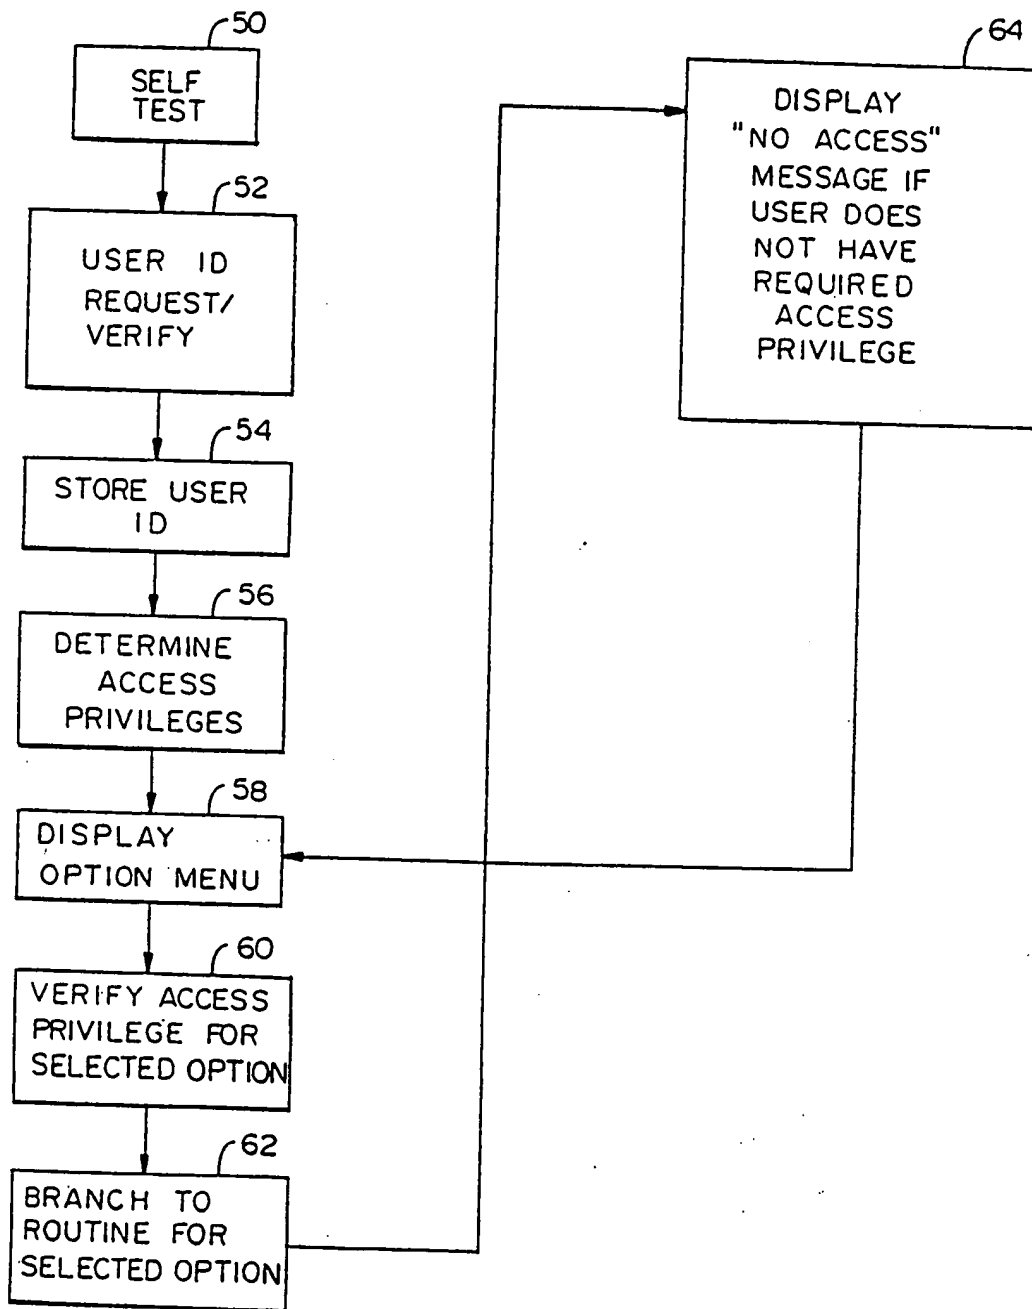 50
SELF
TEST
52
USER ID
REQUEST/
VERIFY
54
STORE USER
ID
56
DETERMINE
ACCESS
PRIVILEGES
58
DISPLAY
OPTION MENU
60
VERIFY ACCESS
PRIVILEGE FOR
SELECTED OPTION
62
BRANCH TO
ROUTINE FOR
SELECTED OPTION
64
DISPLAY
"NO ACCESS"
MESSAGE IF
USER DOES
NOT HAVE
REQUIRED
ACCESS
PRIVILEGE